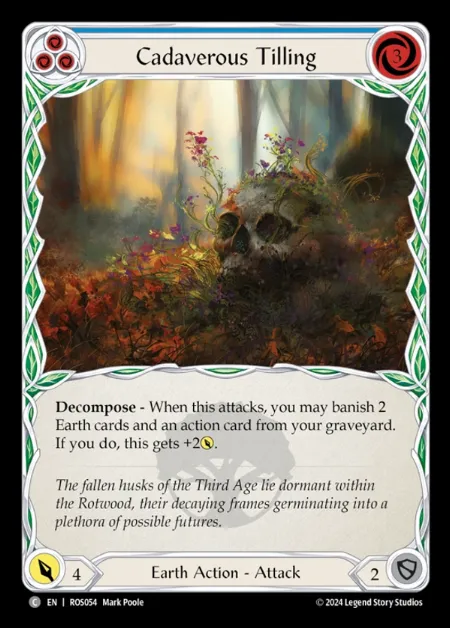 Cadaverous Tilling
3
Decompose - When this attacks, you may banish 2
Earth cards and an action card from your graveyard.
If you do, this gets +2.
The fallen husks of the Third Age lie dormant within
the Rotwood, their decaying frames germinating into a
plethora of possible futures.
4
Earth Action - Attack
2
C EN | ROS054 Mark Poole
© 2024 Legend Story Studios